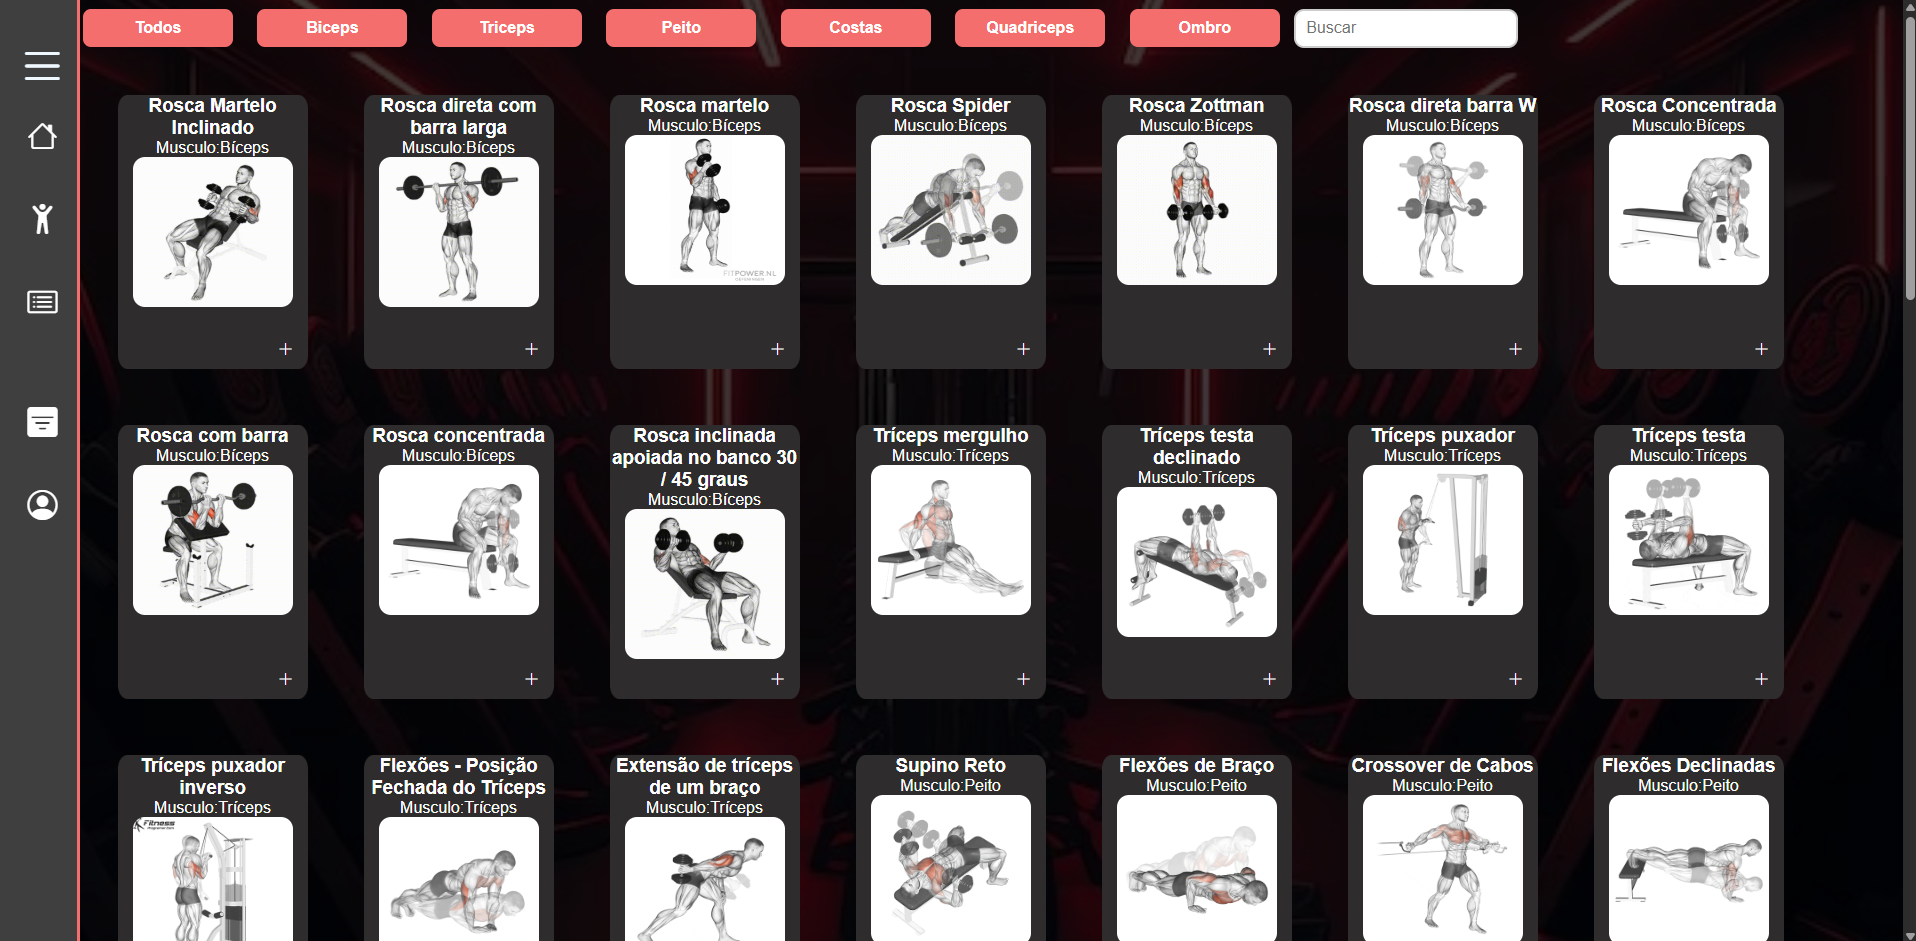 Todos
Biceps
Triceps
Peito
Costas
Quadriceps
Ombro
Buscar
Rosca Martelo
Inclinado
Musculo:Bíceps
+
Rosca direta com
barra larga
Musculo:Bíceps
+
Rosca martelo
Musculo:Bíceps
FITPOWER.NL
+
Rosca Spider
Musculo:Bíceps
+
Rosca Zottman
Musculo:Bíceps
+
Rosca direta barra W
Musculo:Bíceps
+
Rosca Concentrada
Musculo:Bíceps
+
Rosca com barra
Musculo:Bíceps
+
Rosca concentrada
Musculo:Bíceps
+
Rosca inclinada
apoiada no banco 30
/ 45 graus
Musculo:Bíceps
+
Tríceps mergulho
Musculo:Tríceps
+
Tríceps testa
declinado
Musculo:Tríceps
+
Tríceps puxador
Musculo:Tríceps
+
Tríceps testa
Musculo:Tríceps
+
Tríceps puxador
inverso
Musculo:Tríceps
Fitness
Flexões - Posição
Fechada do Tríceps
Musculo:Tríceps
Extensão de tríceps
de um braço
Musculo:Tríceps
Supino Reto
Musculo:Peito
Flexões de Braço
Musculo:Peito
Crossover de Cabos
Musculo:Peito
Flexões Declinadas
Musculo:Peito